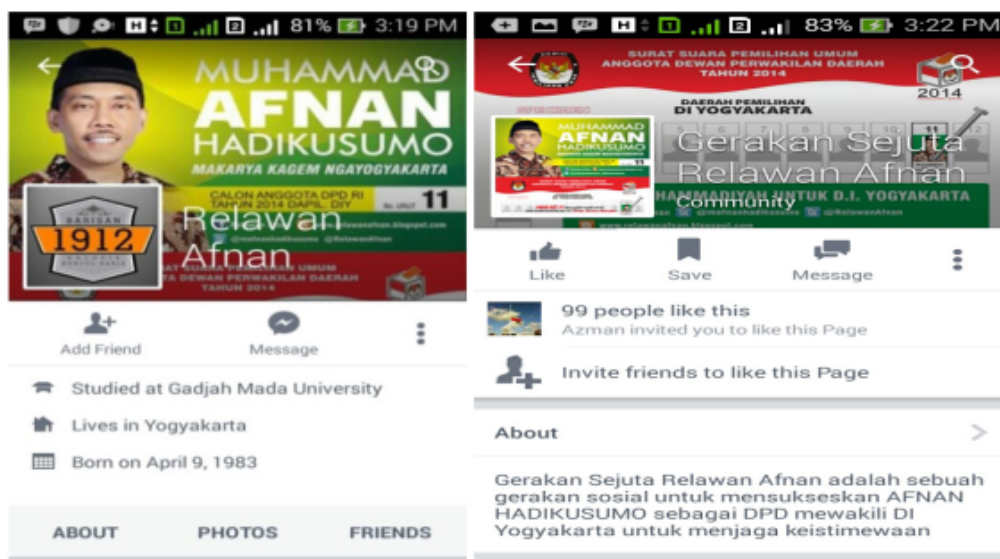 81% 3:19 PM
MUHAMMAD
AFNAN
HADIKUSUMO
MAKARYA KAGEM NGAYOGYAKARTA
CALON ANGGOTA DPD RI
TAHUN 2014 DAPIL. DIY
No. URUT 11
BARISAN
1912
Relawan
Afnan
TAHUN 2014
Add Friend
Message
Studied at Gadjah Mada University
Lives in Yogyakarta
Born on April 9, 1983
ABOUT PHOTOS FRIENDS
83% 3:22 PM
SURAT SUARA PEMILIHAN UMUM
ANGGOTA DEWAN PERWAKILAN DAERAH
TAHUN 2014
2014
SPECIMEN
DAERAH PEMILIHAN
DI YOGYAKARTA
11 12
MUHAMMAD
AFNAN
HADIKUSUMO
11
Gerakan Sejuta
Relawan Afnan
UNTUK D.I. YOGYAKARTA
Community
Like
Save
Message
99 people like this
Azman invited you to like this Page
Invite friends to like this Page
About
Gerakan Sejuta Relawan Afnan adalah sebuah
gerakan sosial untuk mensukseskan AFNAN
HADIKUSUMO sebagai DPD mewakili DI
Yogyakarta untuk menjaga keistimewaan